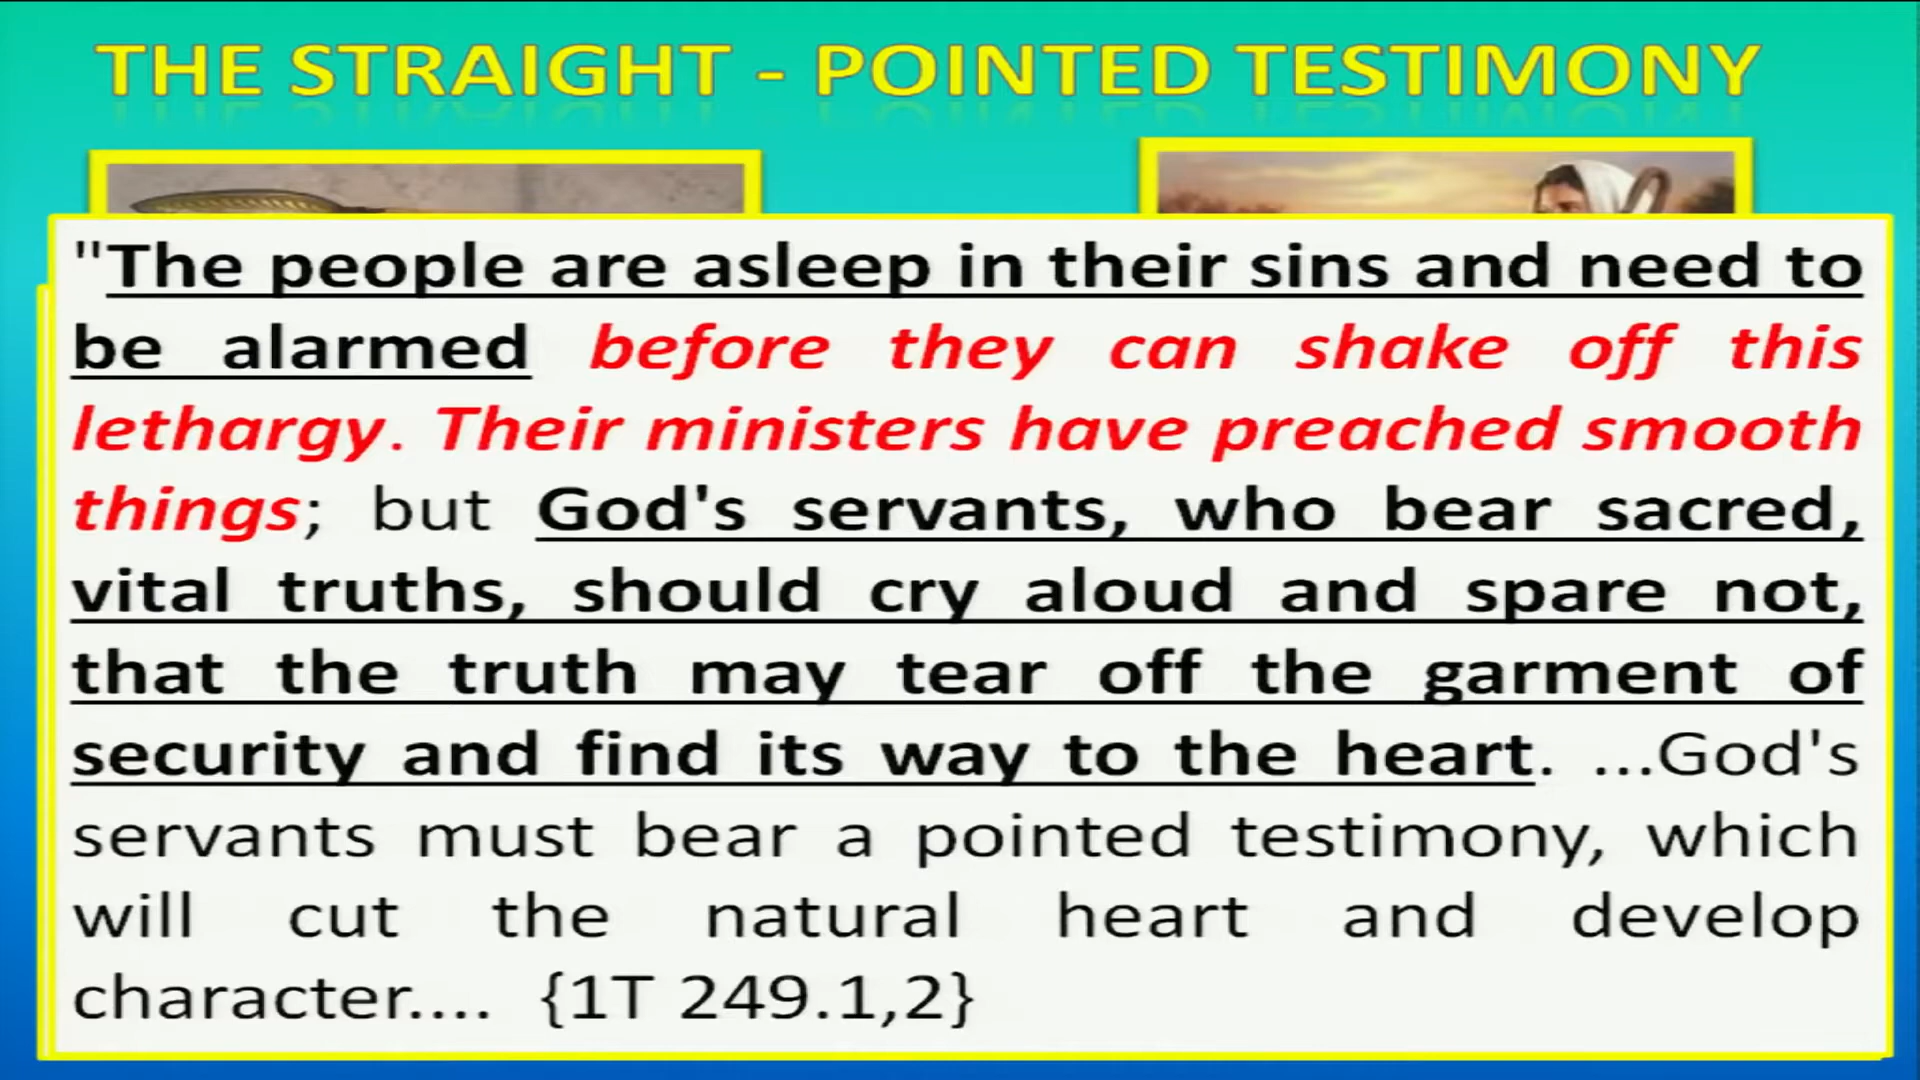 THE STRAIGHT - POINTED TESTIMONY
"The people are asleep in their sins and need to
be alarmed before they can shake off this
lethargy. Their ministers have preached smooth
things; but God's servants, who bear sacred,
vital truths, should cry aloud and spare not,
that the truth may tear off the garment of
security and find its way to the heart. ...God's
servants must bear a pointed testimony, which
will cut the natural heart and develop
character.... {1T 249.1,2}